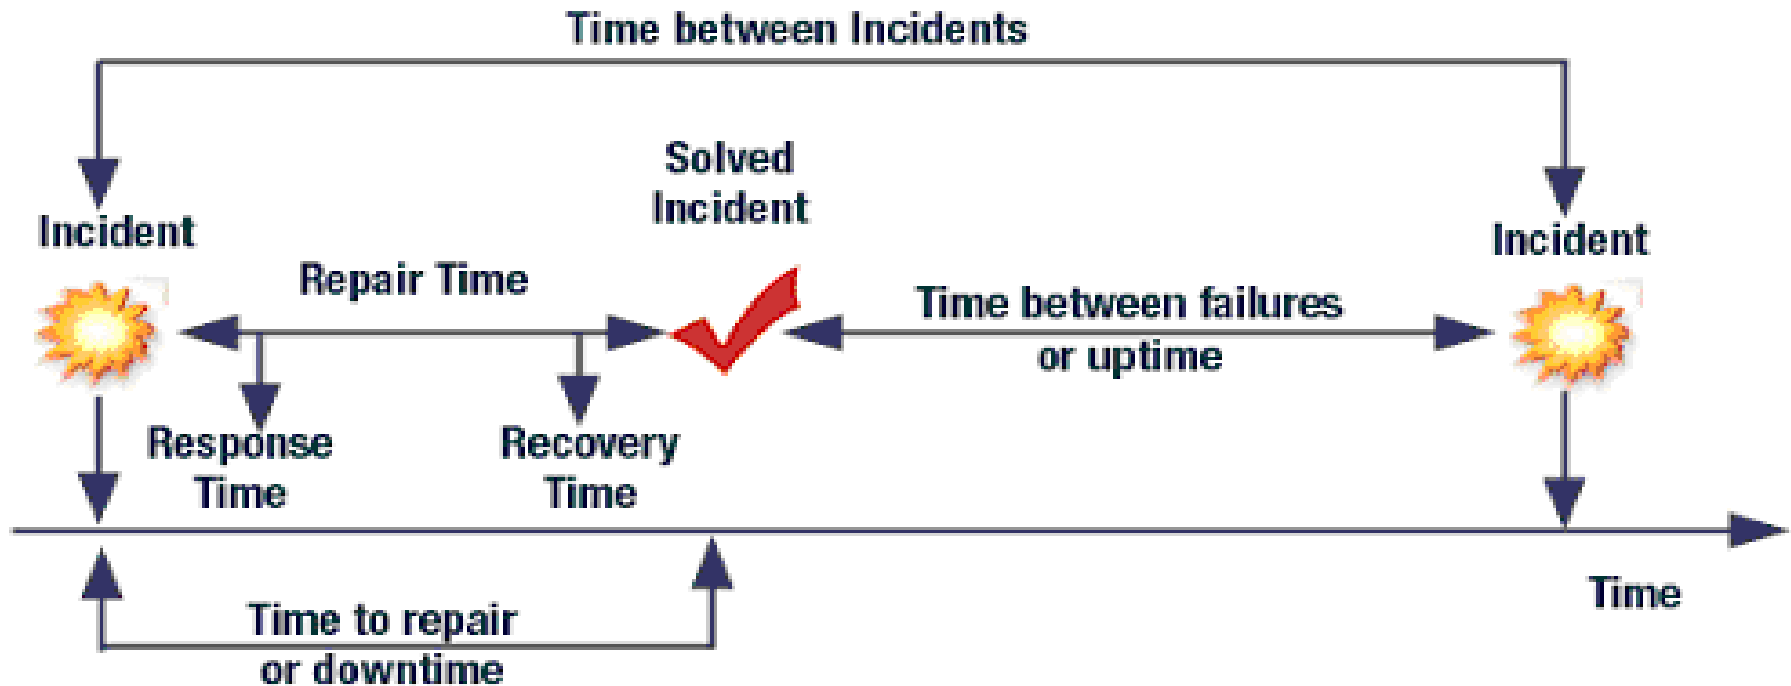 Time between Incidents
Solved
Incident
Incident
Incident
Repair Time
Time between failures
or uptime
Response
Time
Recovery
Time
Time
Time to repair
or downtime